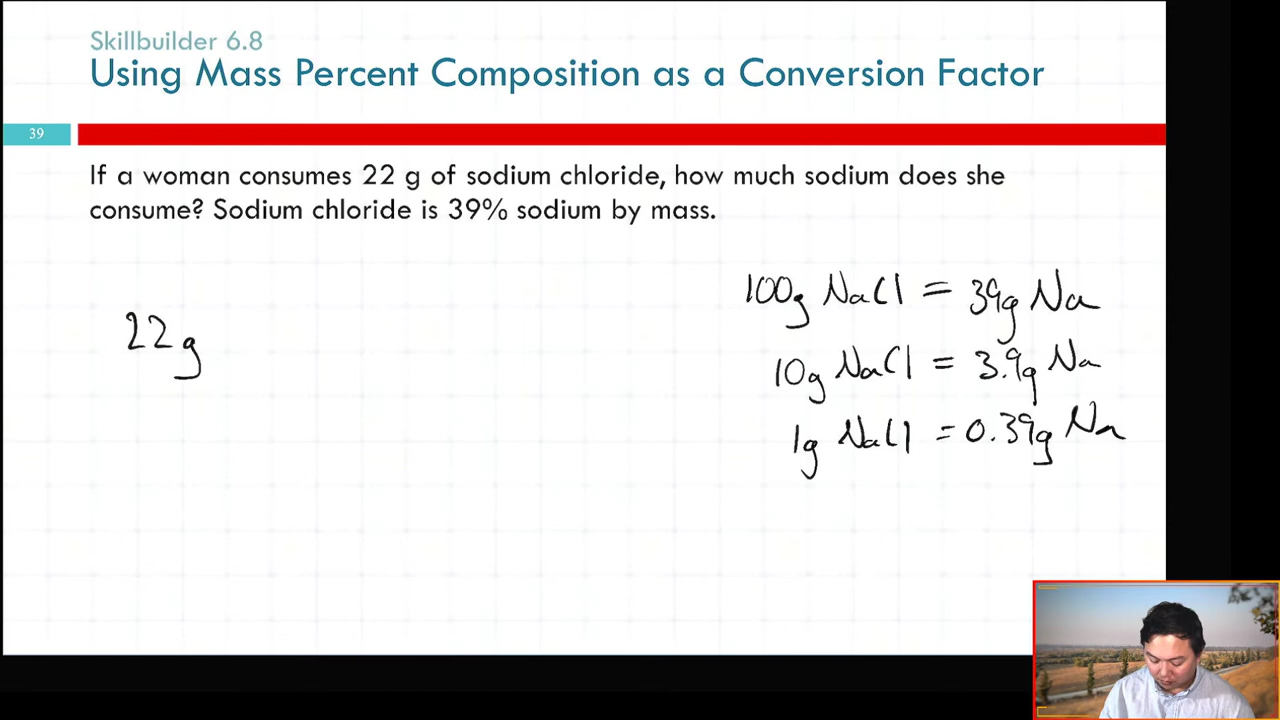 Skillbuilder 6.8
Using Mass Percent Composition as a Conversion Factor
39
If a woman consumes 22 g of sodium chloride, how much sodium does she
consume? Sodium chloride is 39% sodium by mass.
100g NaCl = 39g Na
22g
10g NaCl = 3.9g Na
1g NaCl = 0.39g Na